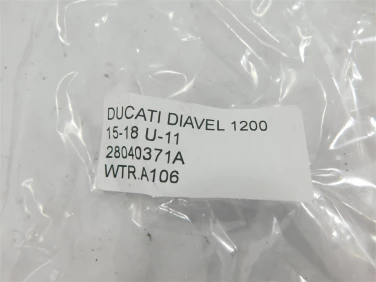 DUCATI DIAVEL 1200
15-18 U-11
28040371A
WTR.A106